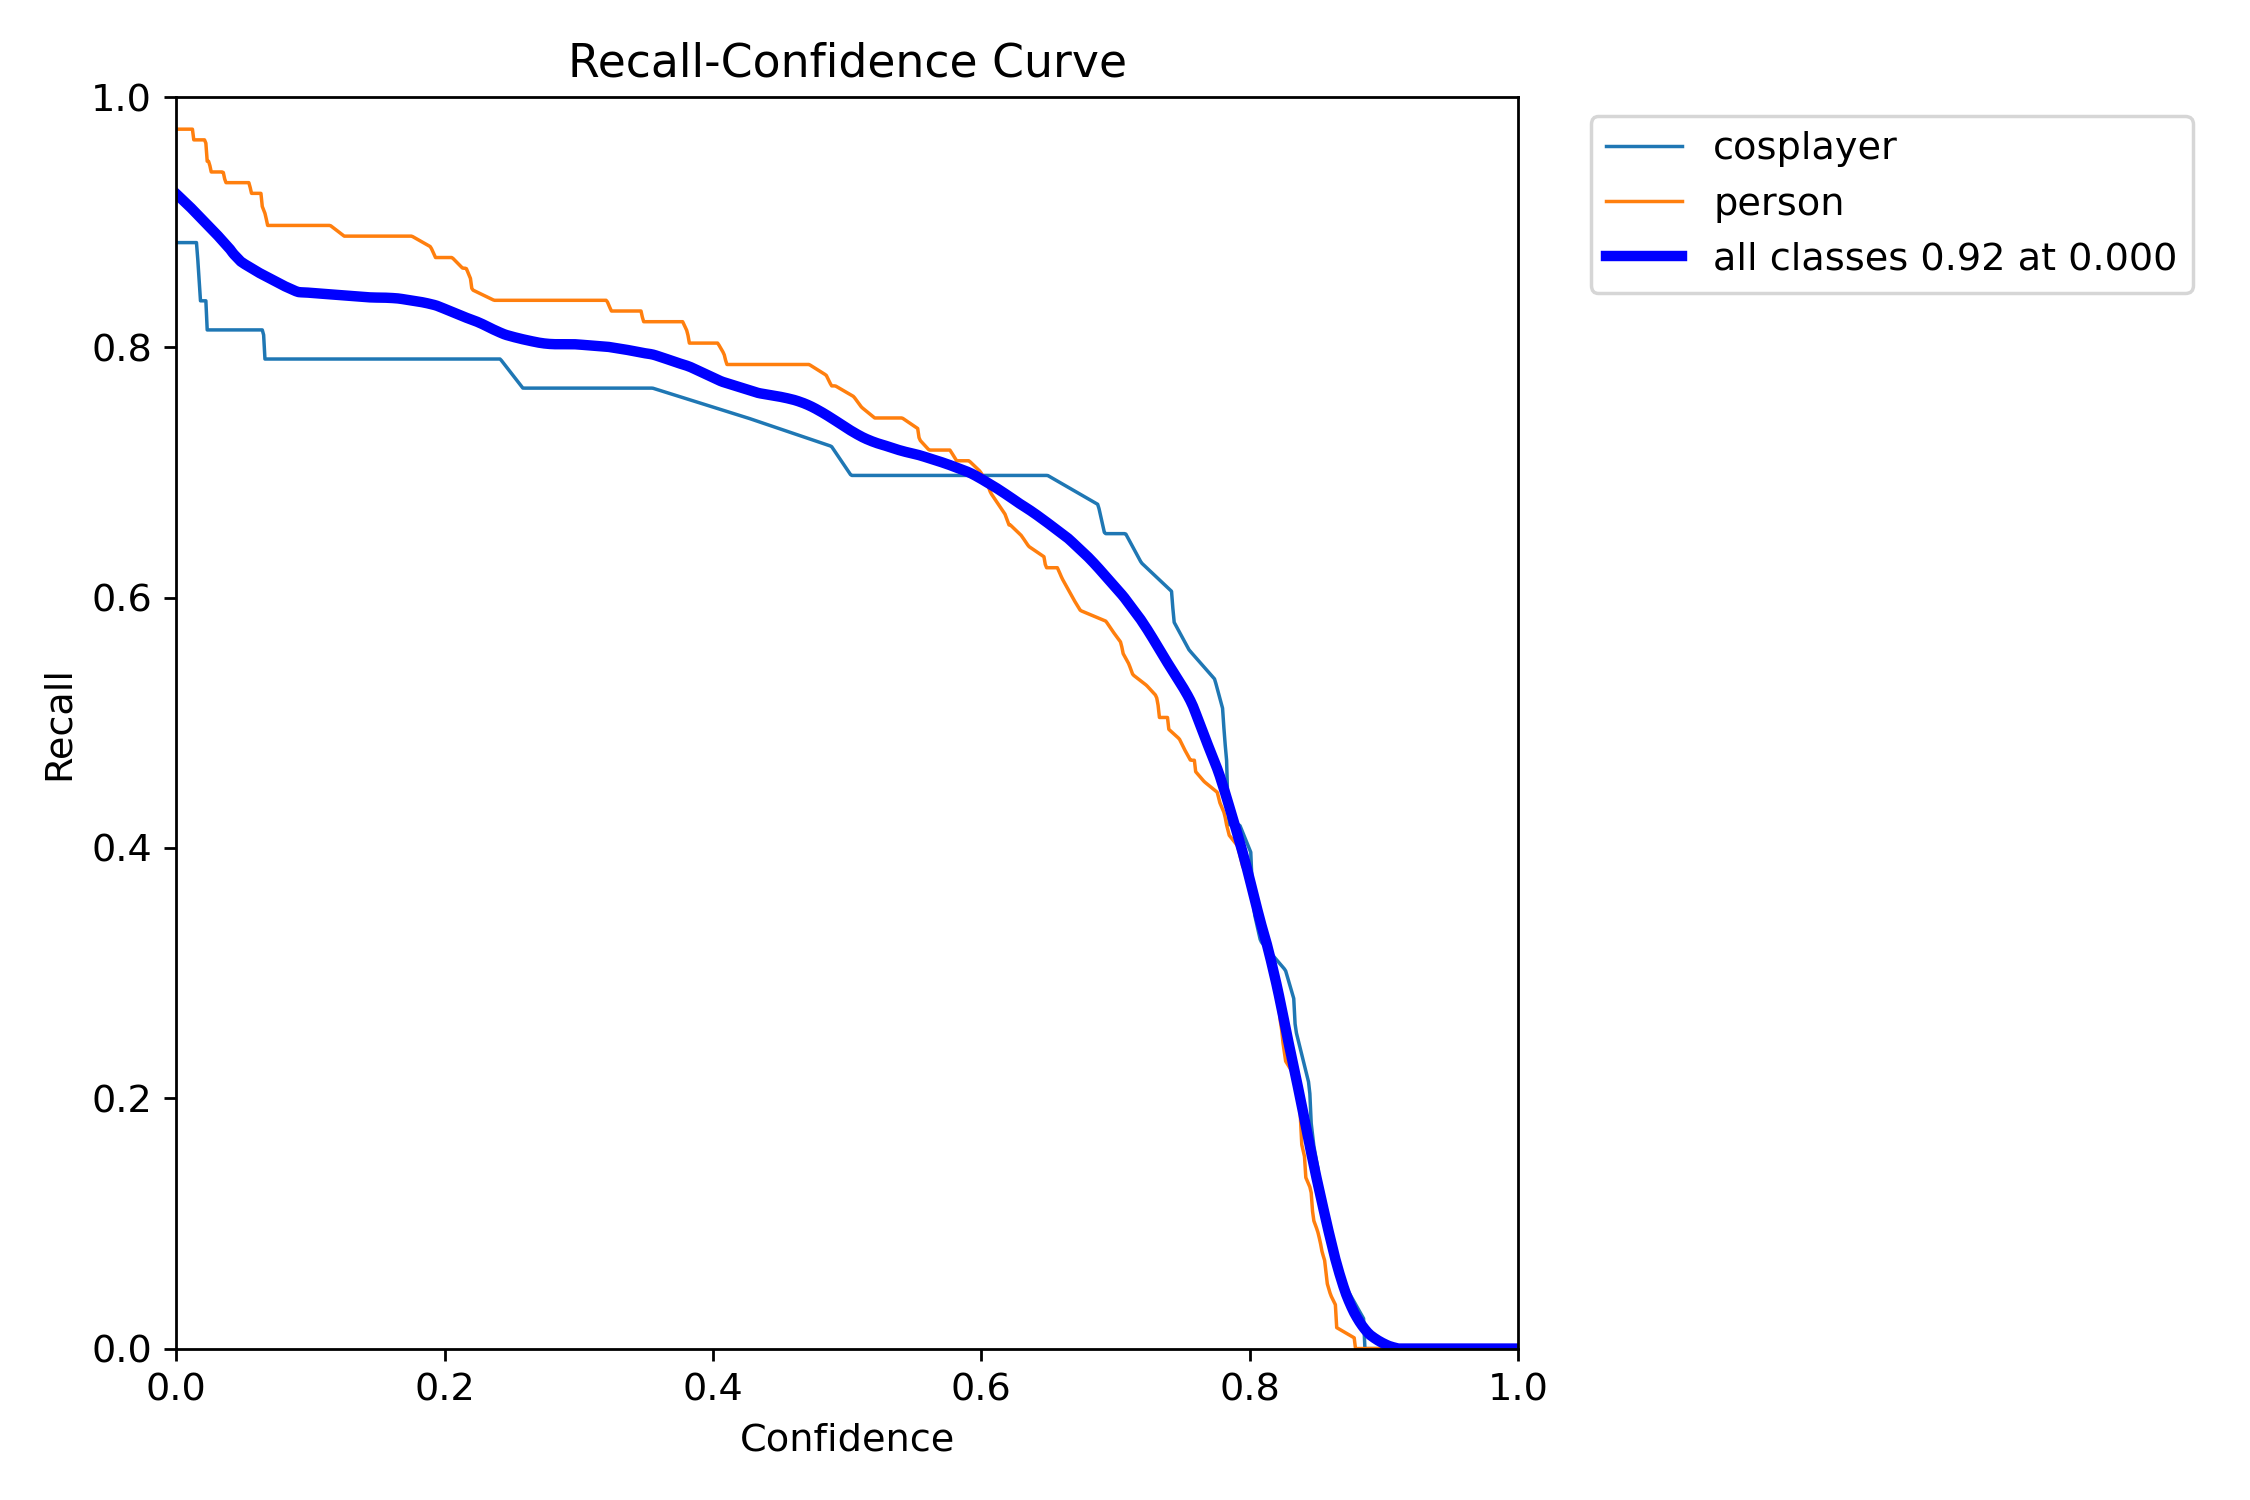 Recall-Confidence Curve
1.0
0.8
0.6
0.4
0.2
0.0
Recall
0.0 0.2 0.4 0.6 0.8 1.0
Confidence
cosplayer
person
all classes 0.92 at 0.000